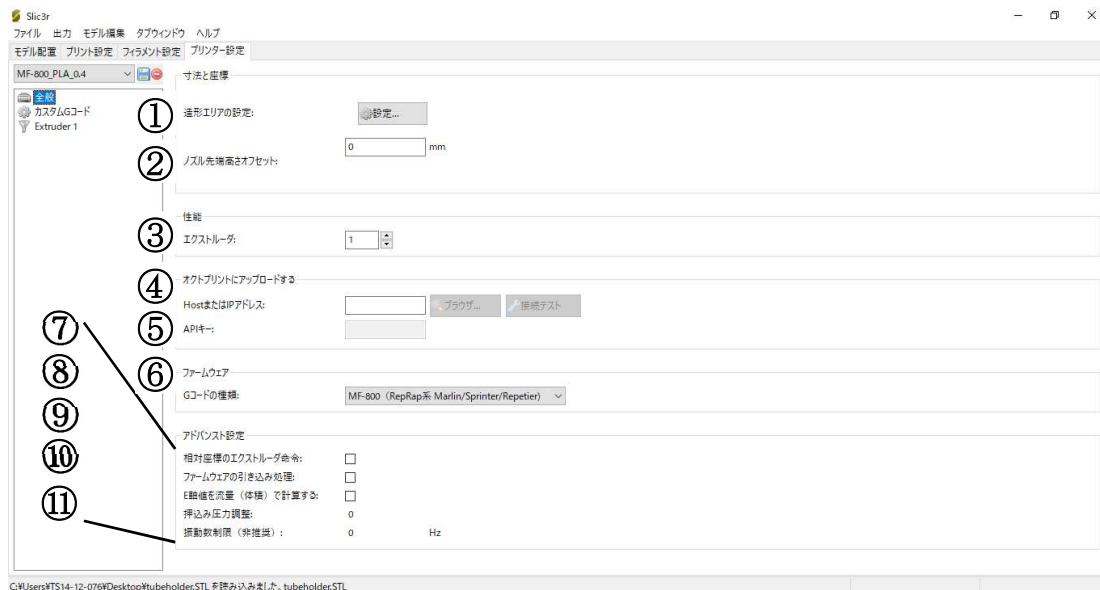 Slic3r
ファイル 出力 モデル編集 タブウィンドウ ヘルプ
モデル配置 プリント設定 フィラメント設定 プリンター設定
MF-800_PLA_0.4
全般
カスタムGコード
Extruder 1
寸法と座標
① 造形エリアの設定: 設定...
② ノズル先端高さオフセット: 0 mm
性能
③ エクストルーダ: 1
オクトプリントにアップロードする
④ HostまたはIPアドレス: ブラウザ... 接続テスト
⑤ APIキー:
ファームウェア
⑥ Gコードの種類: MF-800（RepRap系 Marlin/Sprinter/Repetier)
⑦
⑧
⑨
⑩
⑪
アドバンスト設定
相対座標のエクストルーダ命令:
ファームウェアの引き込み処理:
E軸値を流量（体積）で計算する:
押込み圧力調整: 0
振動数制限（非推奨）: 0 Hz
C:¥Users¥TS14-12-076¥Desktop¥tubeholder.STL を読み込みました。tubeholder.STL